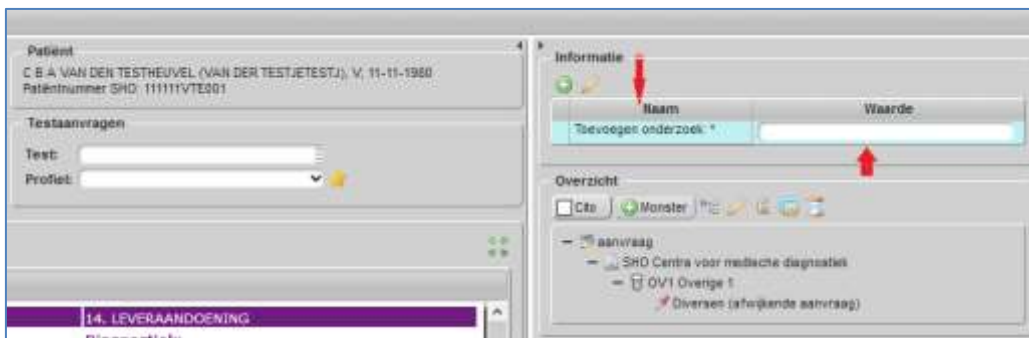 Patiënt
C B A VAN DEN TESTHEUVEL (VAN DER TESTJETESTJ), V, 11-11-1980
Patiëntnummer SHO: 111111VTE001
Testaanvragen
Test:
Profiel:
14. LEVERAANDOENING
Informatie
Naam Waarde
Toevoegen onderzoek: *
Overzicht
Cito Monster
aanvraag
SHO Centra voor medische diagnostiek
OV1 Overige 1
Diversen (afwijkende aanvraag)